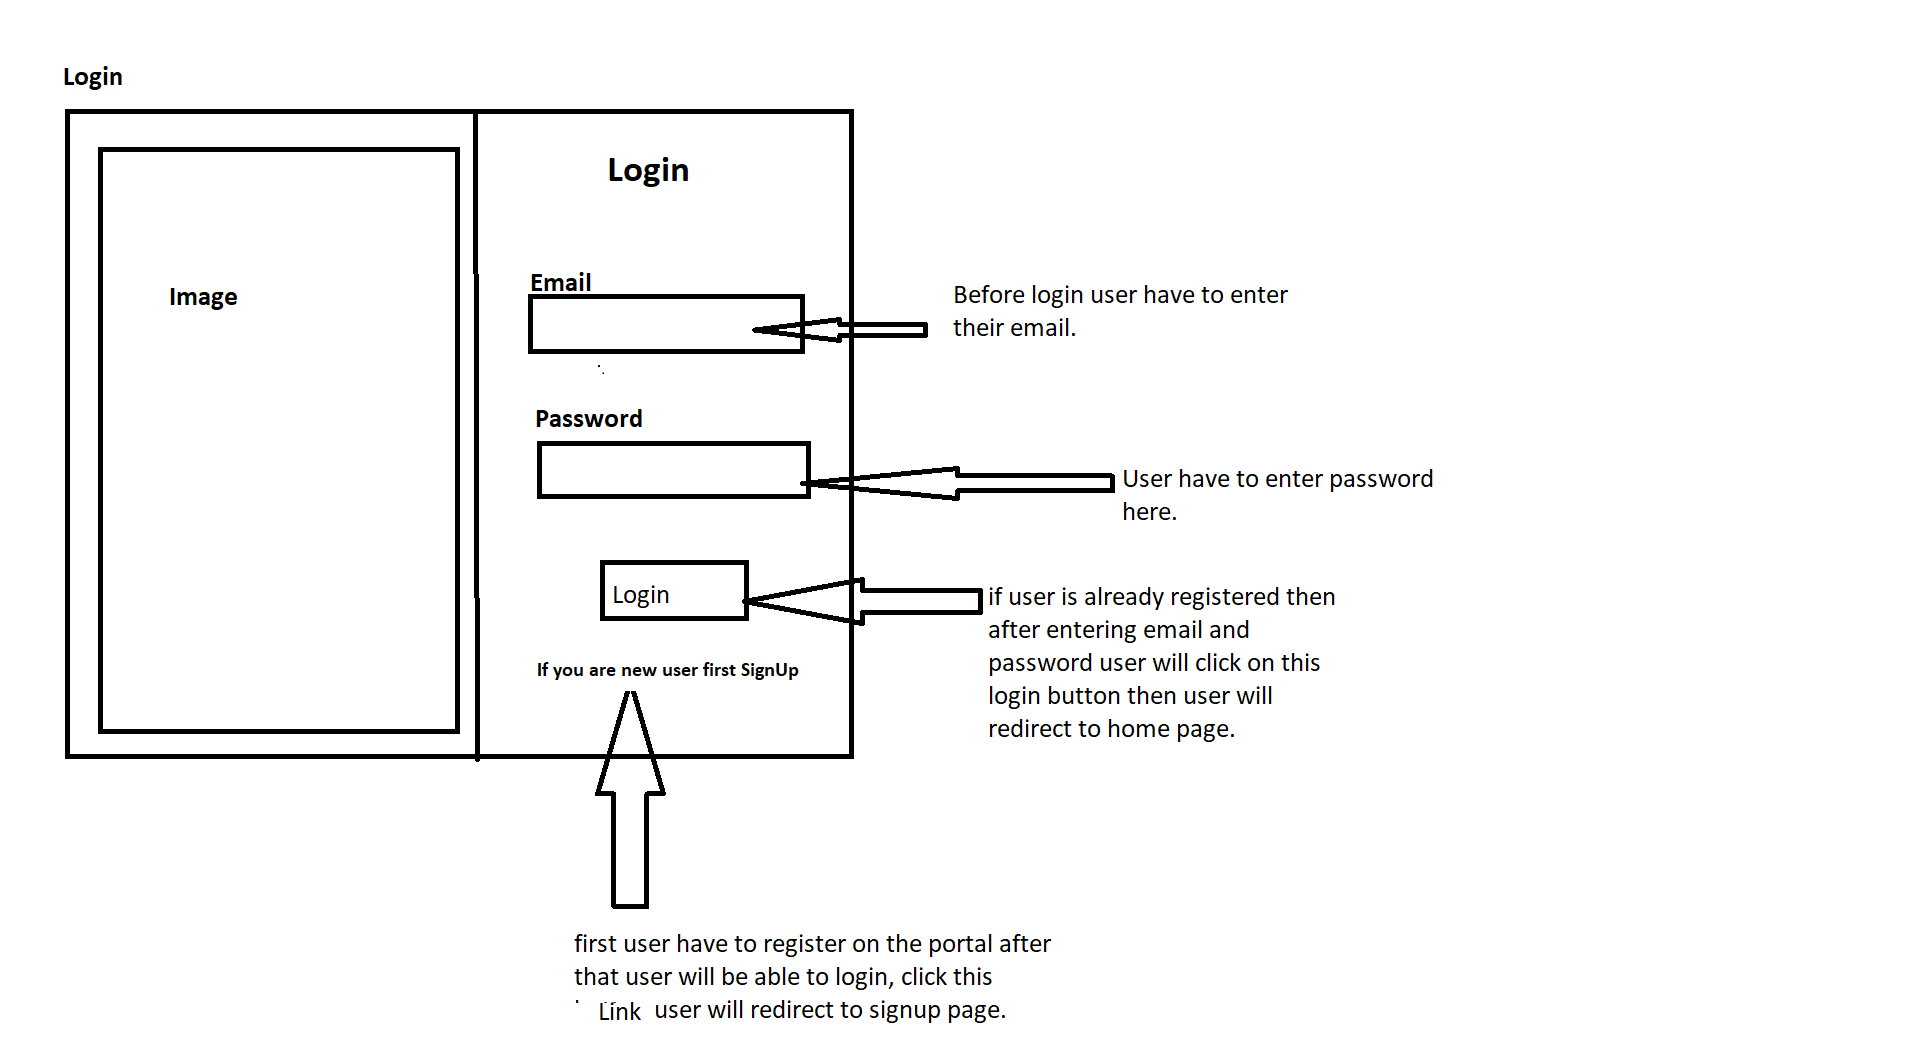 Login
Login
Image
Email
Before login user have to enter
their email.
Password
User have to enter password
here.
Login
if user is already registered then
after entering email and
password user will click on this
login button then user will
redirect to home page.
If you are new user first SignUp
first user have to register on the portal after
that user will be able to login, click this
Link user will redirect to signup page.